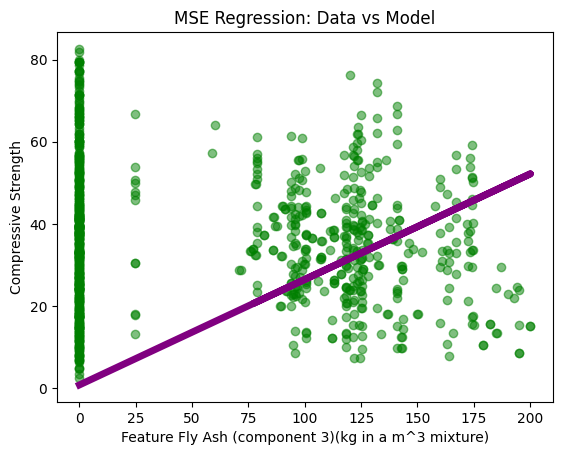 MSE Regression: Data vs Model
Compressive Strength
80
60
40
20
0
0 25 50 75 100 125 150 175 200
Feature Fly Ash (component 3)(kg in a m^3 mixture)